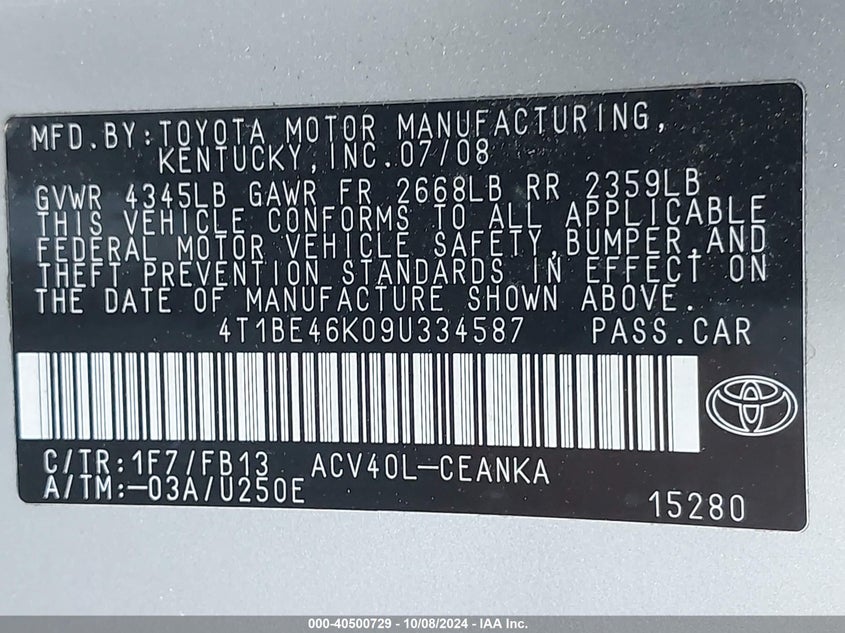 MFD.BY:TOYOTA MOTOR MANUFACTURING,
KENTUCKY,INC.07/08
GVWR 4345LB GAWR FR 2668LB RR 2359LB
THIS VEHICLE CONFORMS TO ALL APPLICABLE
FEDERAL MOTOR VEHICLE SAFETY,BUMPER,AND
THEFT PREVENTION STANDARDS IN EFFECT ON
THE DATE OF MANUFACTURE SHOWN ABOVE.
4T1BE46K09U334587 PASS.CAR
C/TR:1F7/FB13 ACV40L-CEANKA
A/TM:-03A/U250E
15280
000-40500729 | 10/08/2024 - IAA Inc.